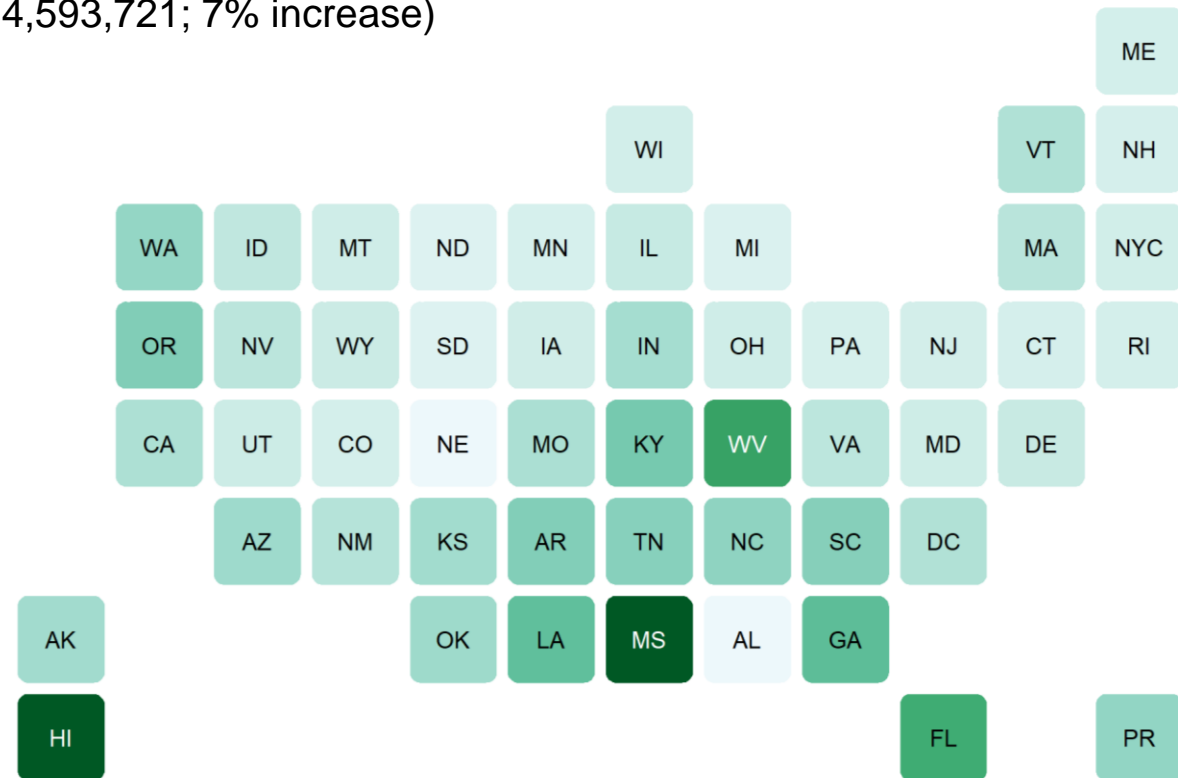 4,593,721; 7% increase)
ME
WI VT NH
WA ID MT ND MN IL MI MA NYC
OR NV WY SD IA IN OH PA NJ CT RI
CA UT CO NE MO KY WV VA MD DE
AZ NM KS AR TN NC SC DC
AK OK LA MS AL GA
HI FL PR